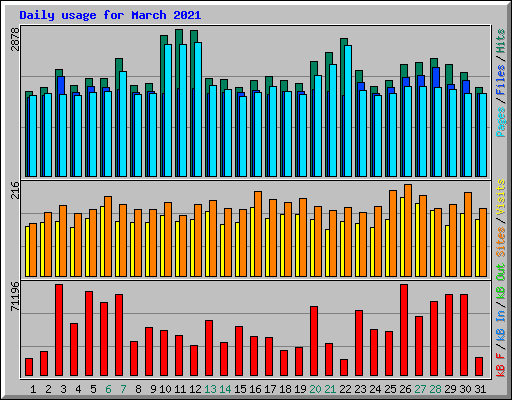 Daily usage for March 2021
2878
Pages / Files / Hits
216
Sites / Visits
71196
kB F / kB In / kB Out
1 2 3 4 5 6 7 8 9 10 11 12 13 14 15 16 17 18 19 20 21 22 23 24 25 26 27 28 29 30 31